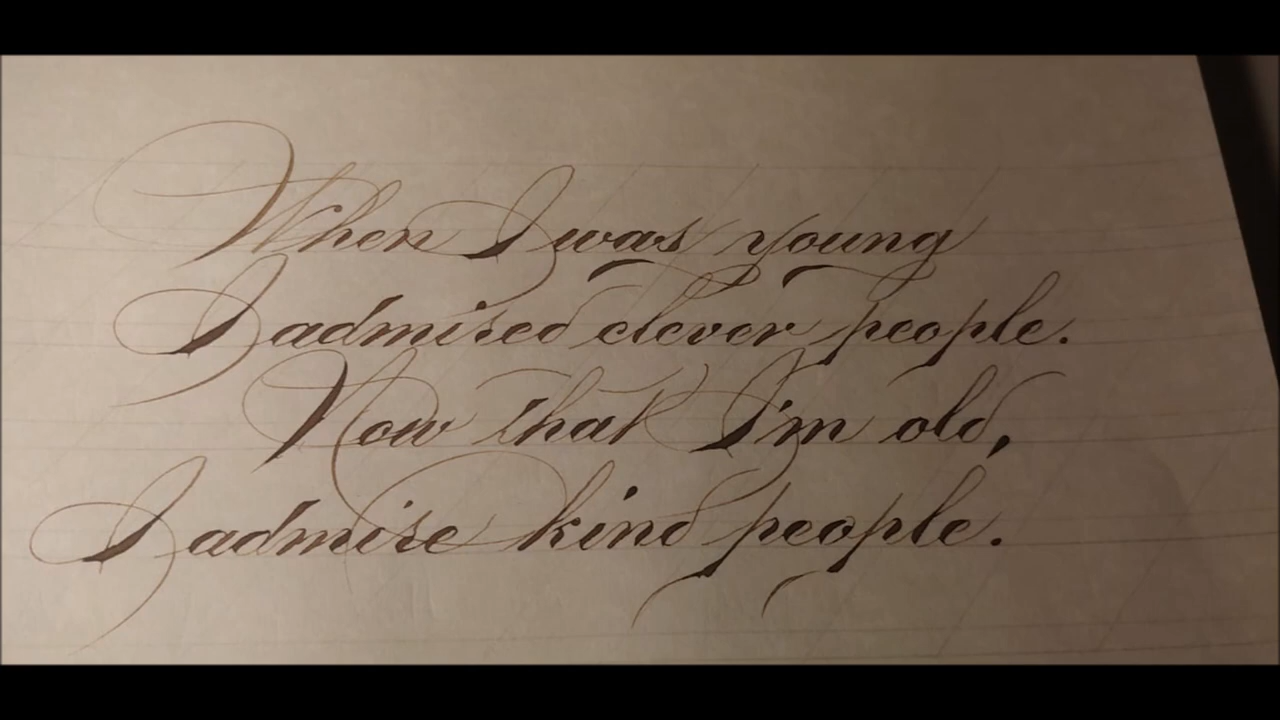 When I was young
I admired clever people.
Now that I'm old,
I admire kind people.